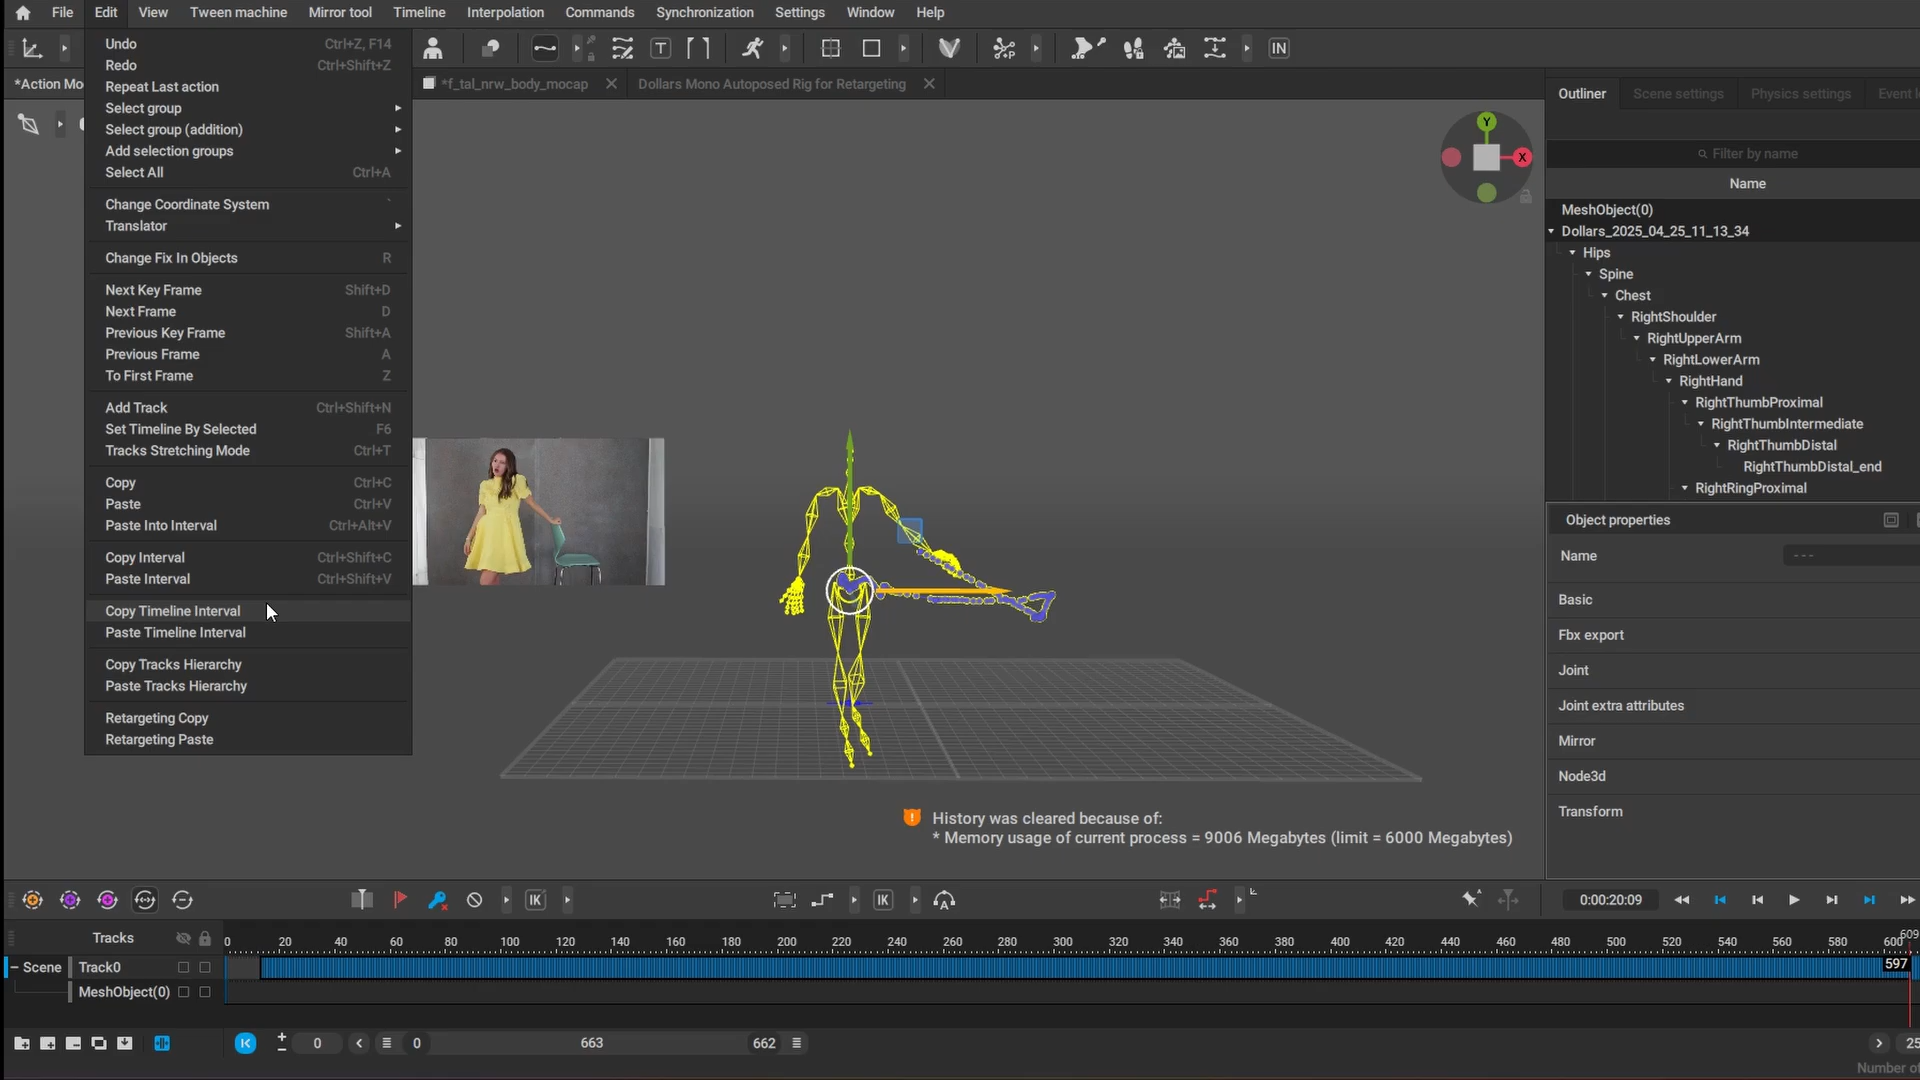 File Edit View Tween machine Mirror tool Timeline Interpolation Commands Synchronization Settings Window Help
Undo Ctrl+Z, F14
Redo Ctrl+Shift+Z
Repeat Last action
Select group
Select group (addition)
Add selection groups
Select All Ctrl+A
Change Coordinate System `
Translator
Change Fix In Objects R
Next Key Frame Shift+D
Next Frame D
Previous Key Frame Shift+A
Previous Frame A
To First Frame Z
Add Track Ctrl+Shift+N
Set Timeline By Selected F6
Tracks Stretching Mode Ctrl+T
Copy Ctrl+C
Paste Ctrl+V
Paste Into Interval Ctrl+Alt+V
Copy Interval Ctrl+Shift+C
Paste Interval Ctrl+Shift+V
Copy Timeline Interval
Paste Timeline Interval
Copy Tracks Hierarchy
Paste Tracks Hierarchy
Retargeting Copy
Retargeting Paste
T IN
*Action Mo *f_tal_nrw_body_mocap Dollars Mono Autoposed Rig for Retargeting
Y
X
Outliner Scene settings Physics settings Event l
Filter by name
Name
MeshObject(0)
Dollars_2025_04_25_11_13_34
Hips
Spine
Chest
RightShoulder
RightUpperArm
RightLowerArm
RightHand
RightThumbProximal
RightThumbIntermediate
RightThumbDistal
RightThumbDistal_end
RightRingProximal
Object properties
Name ---
Basic
Fbx export
Joint
Joint extra attributes
Mirror
Node3d
Transform
History was cleared because of:
* Memory usage of current process = 9006 Megabytes (limit = 6000 Megabytes)
IK IK 0:00:20:09
Tracks 0 20 40 60 80 100 120 140 160 180 200 220 240 260 280 300 320 340 360 380 400 420 440 460 480 500 520 540 560 580 600 609
Scene Track0 597
MeshObject(0)
0 0 663 662 25
Number of